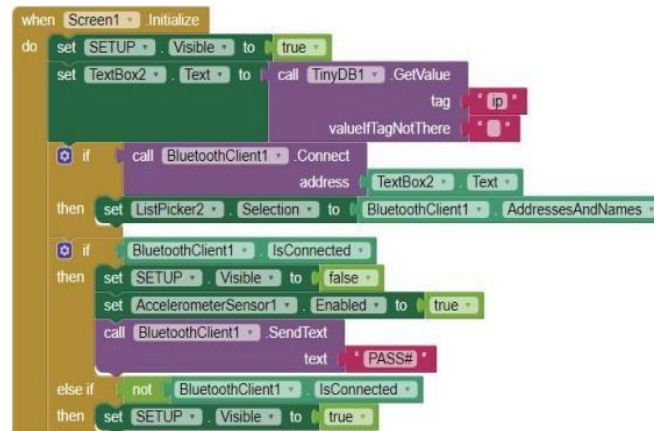 when Screen1 .Initialize
do set SETUP . Visible to true
set TextBox2 . Text to call TinyDB1 .GetValue
tag "ip"
valueIfTagNotThere " "
if call BluetoothClient1 .Connect
address TextBox2 . Text
then set ListPicker2 . Selection to BluetoothClient1 . AddressesAndNames
if BluetoothClient1 . IsConnected
then set SETUP . Visible to false
set AccelerometerSensor1 . Enabled to true
call BluetoothClient1 .SendText
text "PASS#"
else if not BluetoothClient1 . IsConnected
then set SETUP . Visible to true